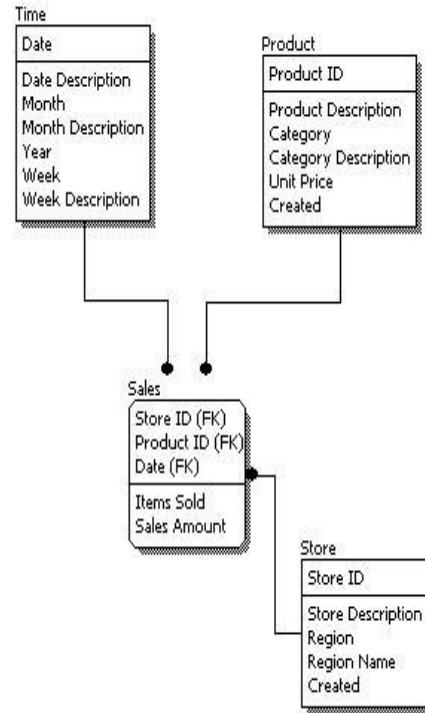 Time
Date
Date Description
Month
Month Description
Year
Week
Week Description
Product
Product ID
Product Description
Category
Category Description
Unit Price
Created
Sales
Store ID (FK)
Product ID (FK)
Date (FK)
Items Sold
Sales Amount
Store
Store ID
Store Description
Region
Region Name
Created